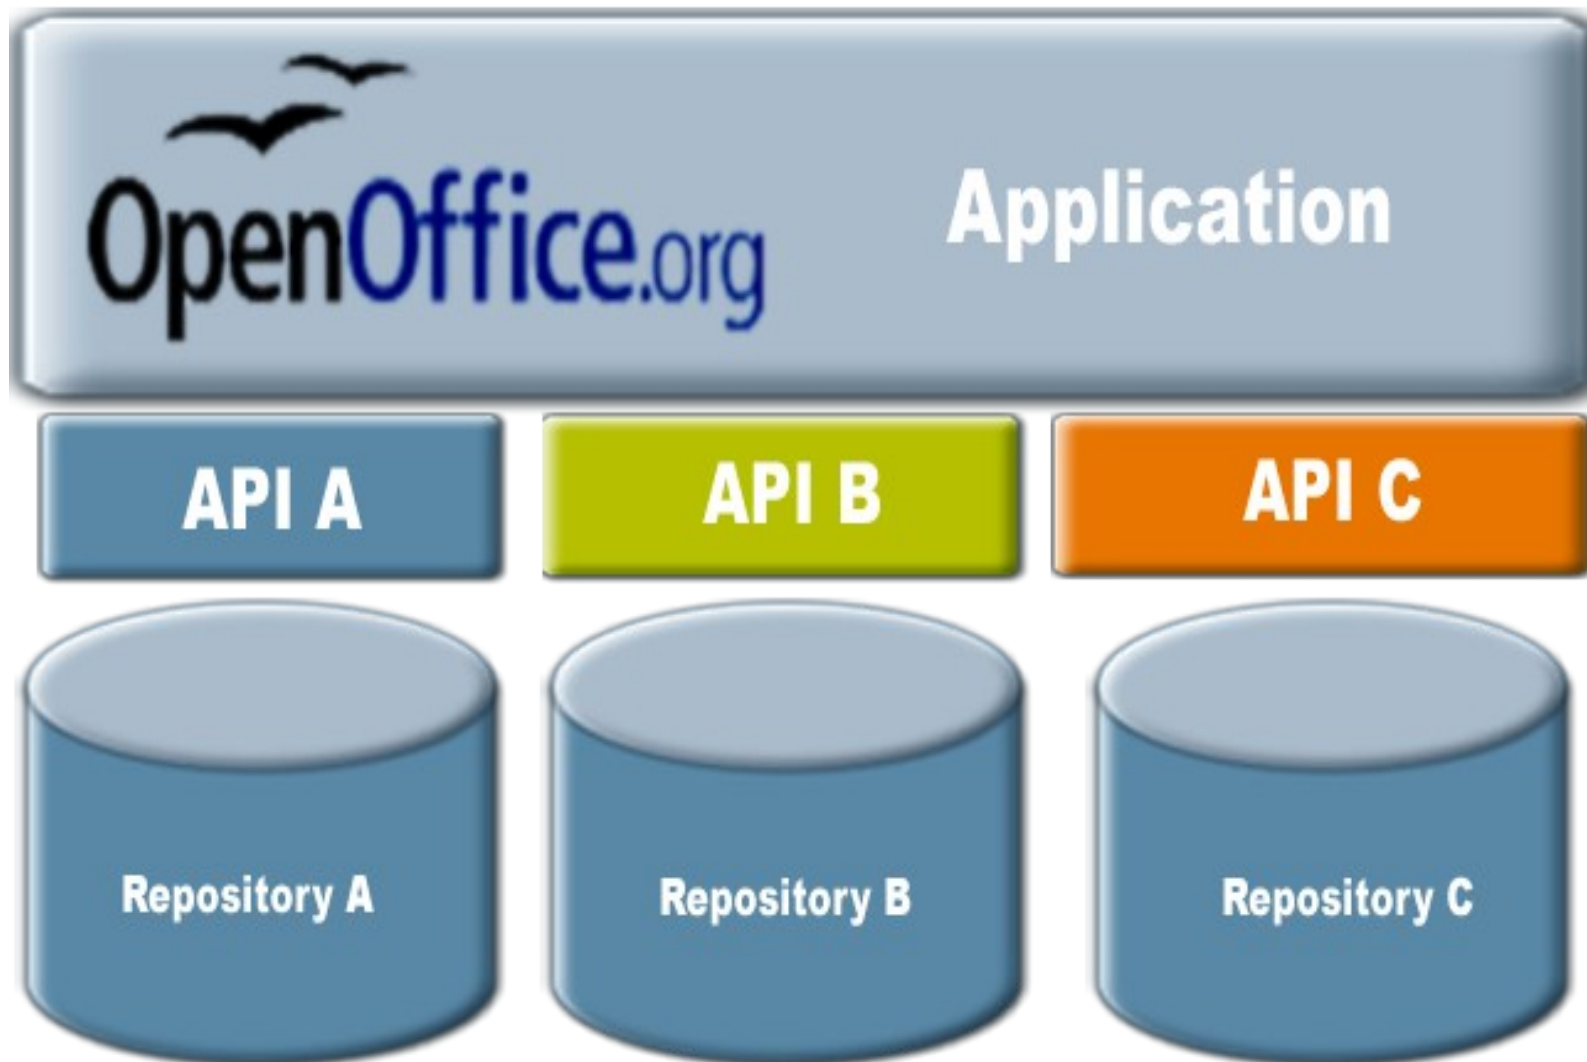 OpenOffice.org
Application
API A
API B
API C
Repository A
Repository B
Repository C